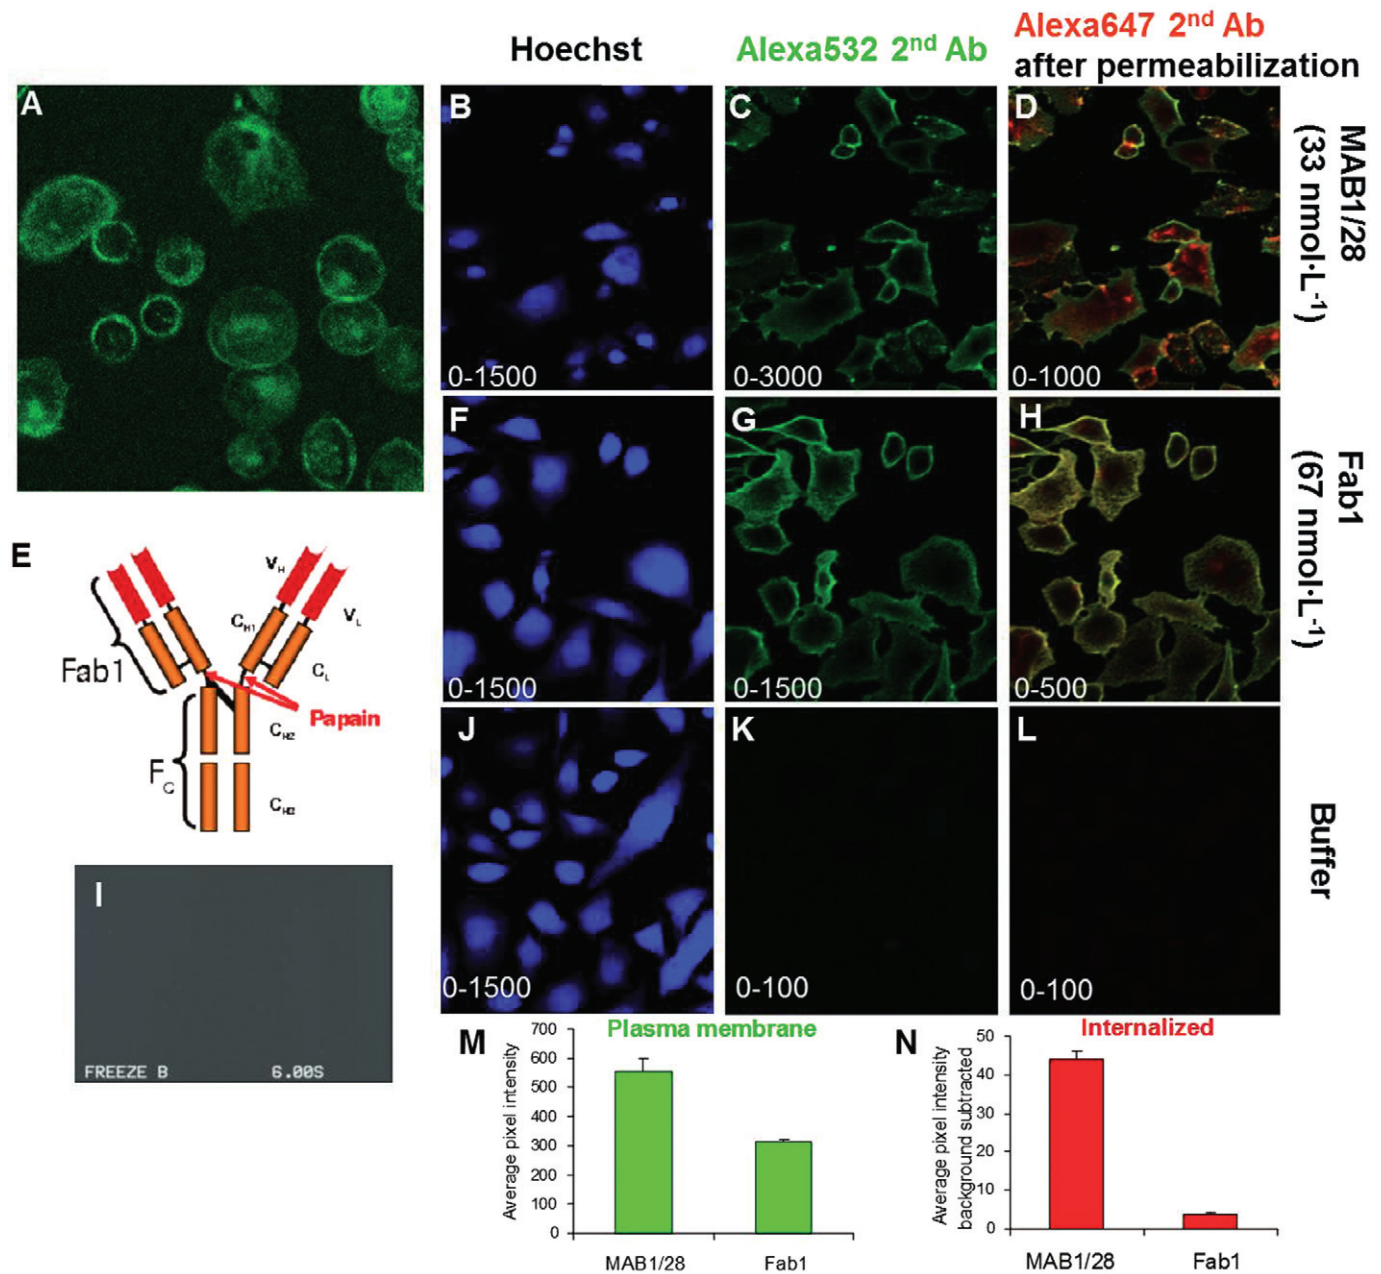 Hoechst
Alexa532 2nd Ab
Alexa647 2nd Ab
after permeabilization
A
B
0-1500
C
0-3000
D
0-1000
MAB1/28
(33 nmol·L-1)
E
Fab1
VH
VL
CH1
CL
Papain
CH2
FC
CH3
F
0-1500
G
0-1500
H
0-500
Fab1
(67 nmol·L-1)
I
FREEZE B 6.00S
J
0-1500
K
0-100
L
0-100
Buffer
M
Plasma membrane
Average pixel intensity
700
600
500
400
300
200
100
0
MAB1/28 Fab1
N
Internalized
Average pixel intensity
background subtracted
50
40
30
20
10
0
MAB1/28 Fab1